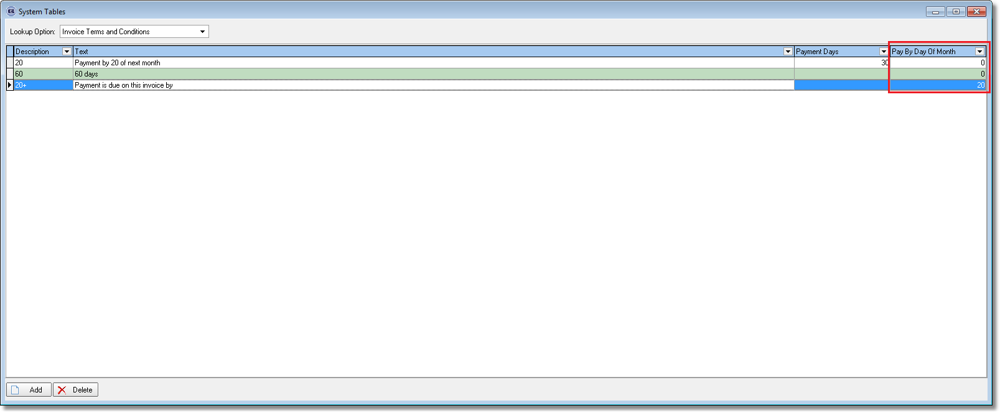 System Tables
Lookup Option: Invoice Terms and Conditions
Description Text Payment Days Pay By Day Of Month
20 Payment by 20 of next month 30 0
60 60 days 0
20+ Payment is due on this invoice by 20
Add Delete